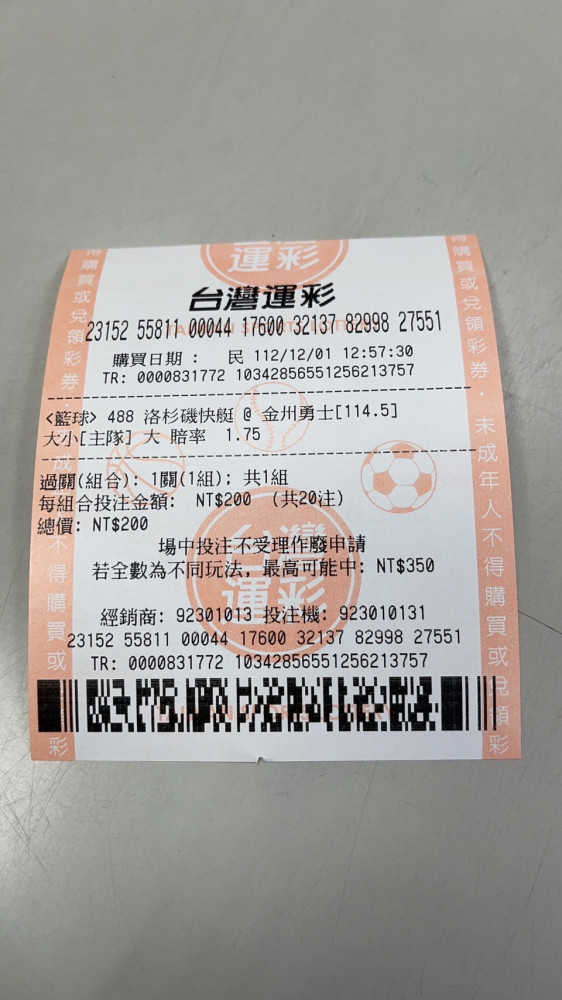 運彩
台灣運彩
23152 55811 00044 17600 32137 82998 27551
購買日期 : 民 112/12/01 12:57:30
TR: 0000831772 10342856551256213757
<籃球> 488 洛杉磯快艇 @ 金州勇士[114.5]
大小[主隊] 大 賠率 1.75
過關(組合): 1關(1組); 共1組
每組合投注金額: NT$200 (共20注)
總價: NT$200
場中投注不受理作廢申請
若全數為不同玩法, 最高可能中: NT$350
台灣運彩
經銷商: 92301013 投注機: 923010131
23152 55811 00044 17600 32137 82998 27551
TR: 0000831772 10342856551256213757
得購買或兌領彩券．未成年人不得購買或兌領彩